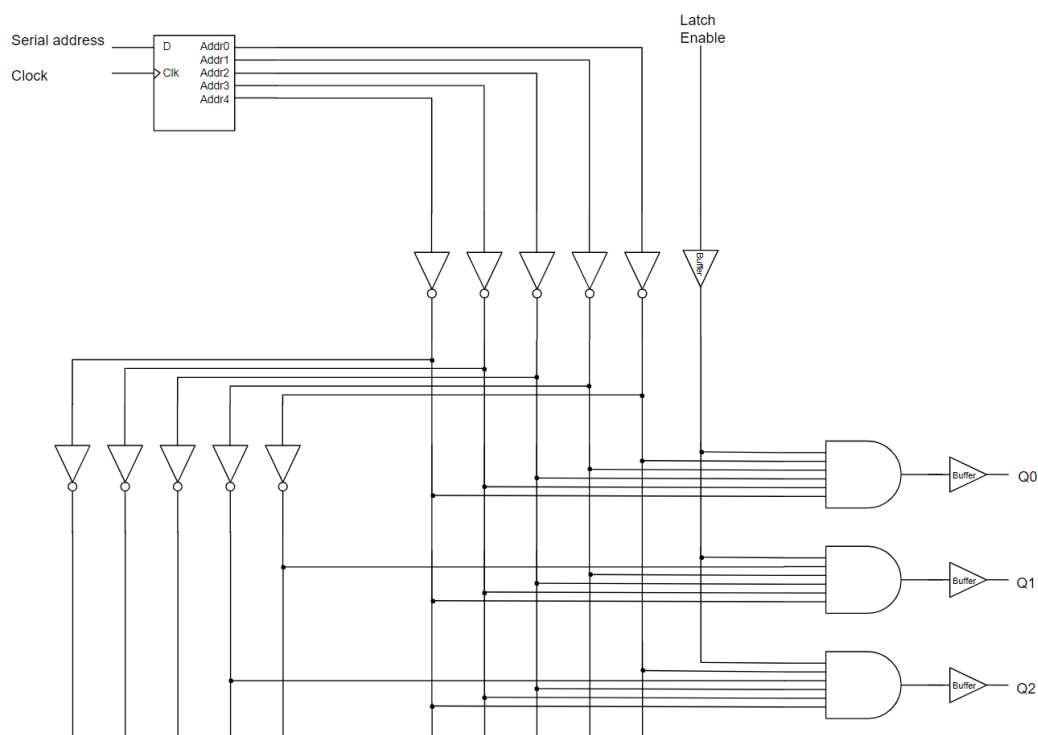 Latch
Enable
Serial address
Clock
D
Clk
Addr0
Addr1
Addr2
Addr3
Addr4
Buffer
Buffer
Q0
Buffer
Q1
Buffer
Q2